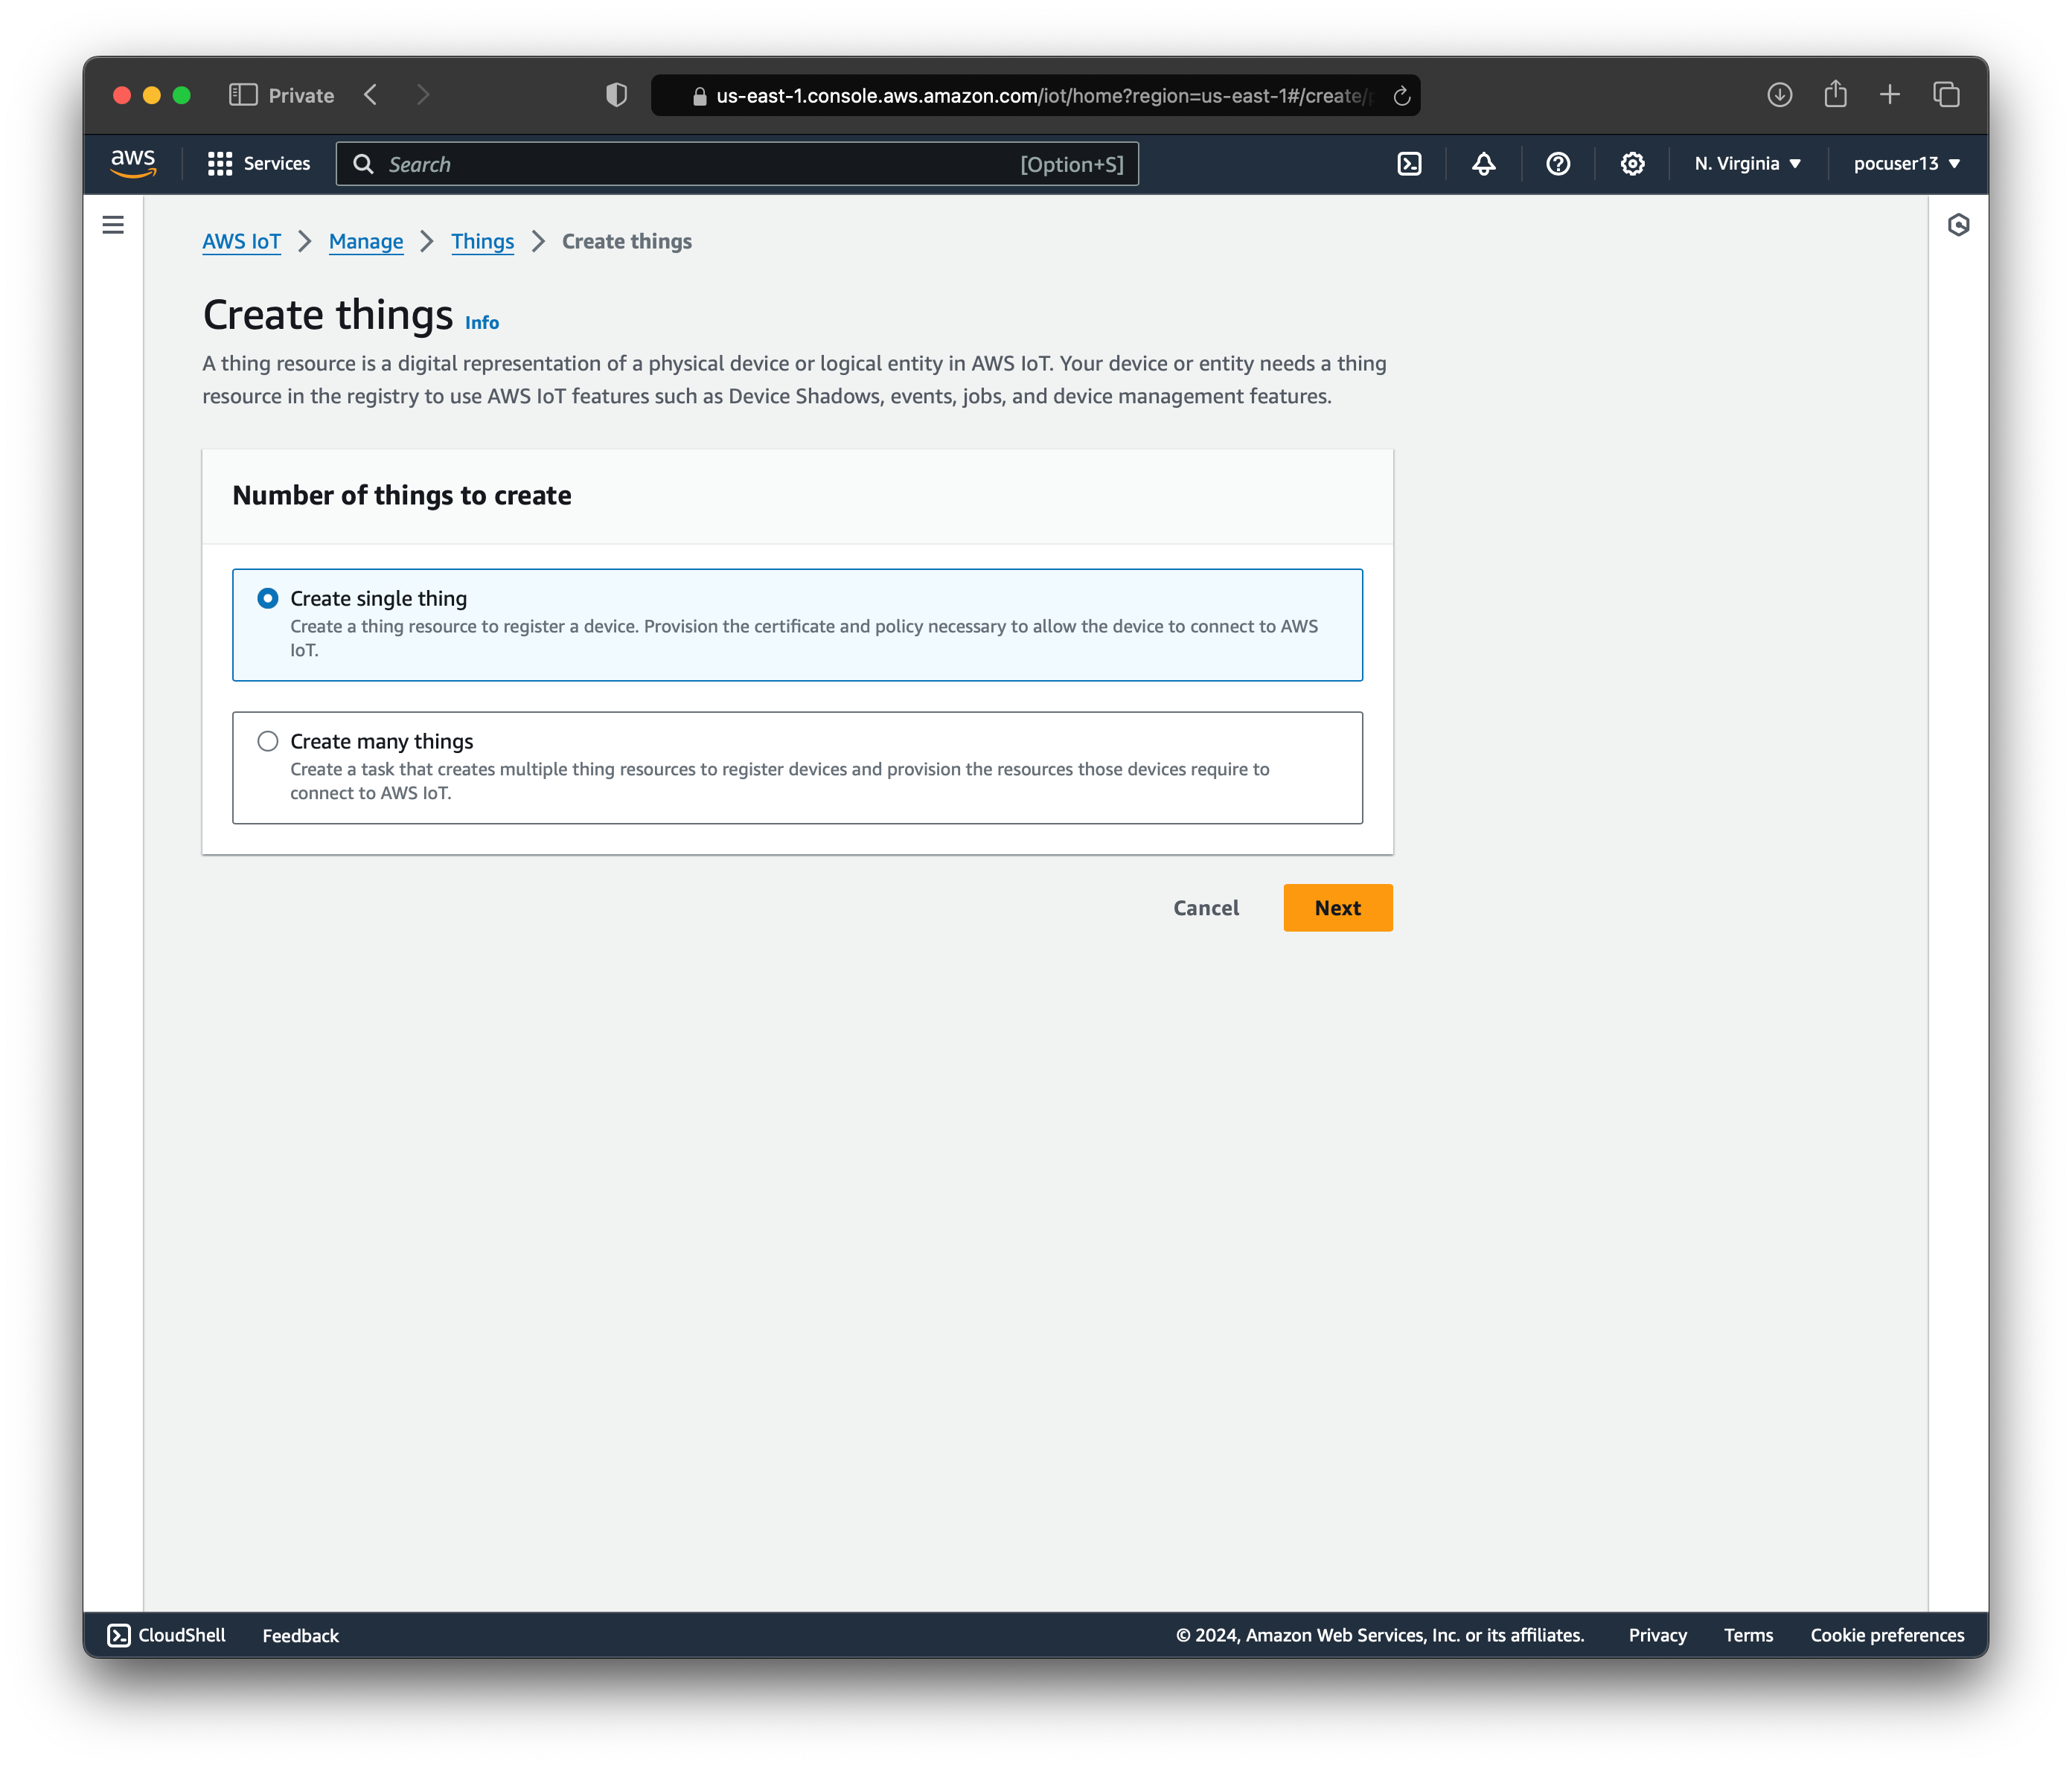 Private
us-east-1.console.aws.amazon.com/iot/home?region=us-east-1#/create/
aws
Services
Search
[Option+S]
N. Virginia
pocuser13
AWS IoT > Manage > Things > Create things
Create things Info
A thing resource is a digital representation of a physical device or logical entity in AWS IoT. Your device or entity needs a thing
resource in the registry to use AWS IoT features such as Device Shadows, events, jobs, and device management features.
Number of things to create
Create single thing
Create a thing resource to register a device. Provision the certificate and policy necessary to allow the device to connect to AWS
IoT.
Create many things
Create a task that creates multiple thing resources to register devices and provision the resources those devices require to
connect to AWS IoT.
Cancel
Next
CloudShell
Feedback
© 2024, Amazon Web Services, Inc. or its affiliates.
Privacy
Terms
Cookie preferences